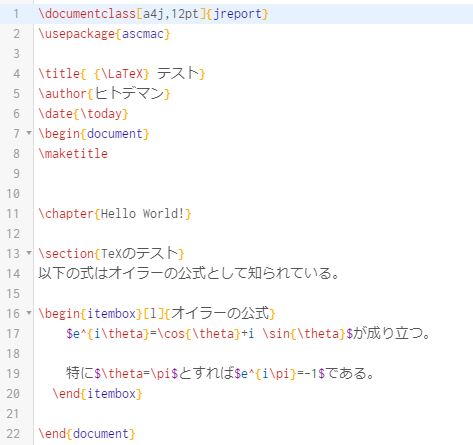 1 \documentclass[a4j,12pt]{jreport}
2 \usepackage{ascmac}
3
4 \title{ {\LaTeX} テスト}
5 \author{ヒトデマン}
6 \date{\today}
7 \begin{document}
8 \maketitle
9
10
11 \chapter{Hello World!}
12
13 \section{TeXのテスト}
14 以下の式はオイラーの公式として知られている。
15
16 \begin{itembox}[l]{オイラーの公式}
17 $e^{i\theta}=\cos{\theta}+i \sin{\theta}$が成り立つ。
18
19 特に$\theta=\pi$とすれば$e^{i\pi}=-1$である。
20 \end{itembox}
21
22 \end{document}